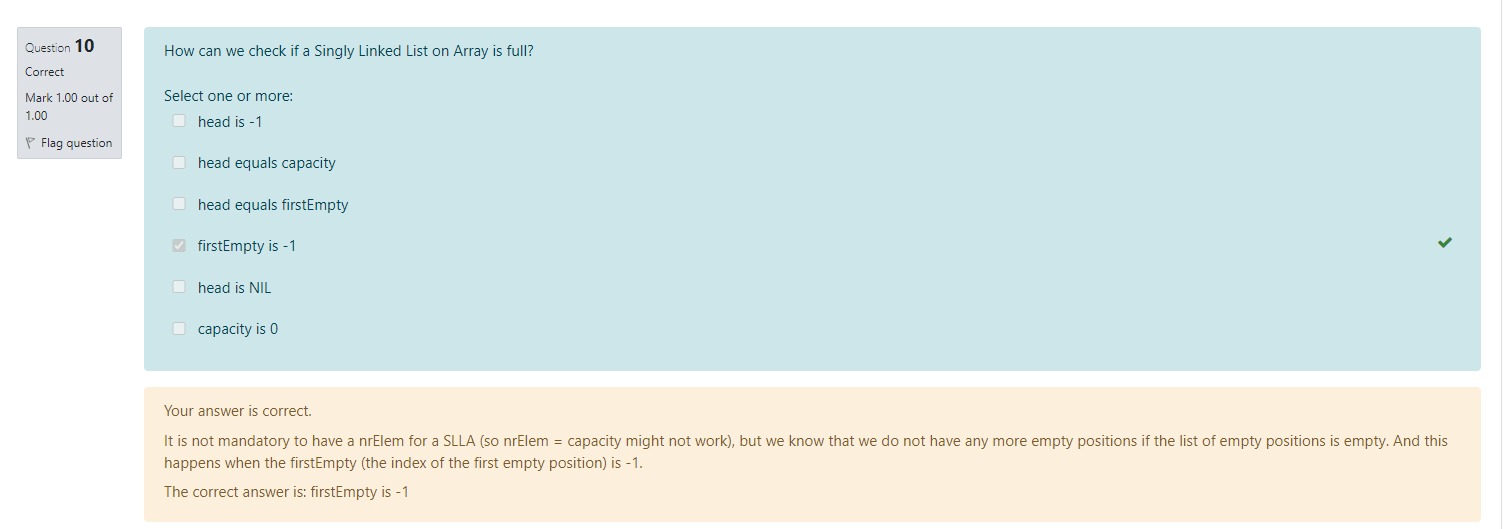 Question 10
Correct
Mark 1.00 out of
1.00
Flag question
How can we check if a Singly Linked List on Array is full?
Select one or more:
head is -1
head equals capacity
head equals firstEmpty
firstEmpty is -1
head is NIL
capacity is 0
Your answer is correct.
It is not mandatory to have a nrElem for a SLLA (so nrElem = capacity might not work), but we know that we do not have any more empty positions if the list of empty positions is empty. And this
happens when the firstEmpty (the index of the first empty position) is -1.
The correct answer is: firstEmpty is -1